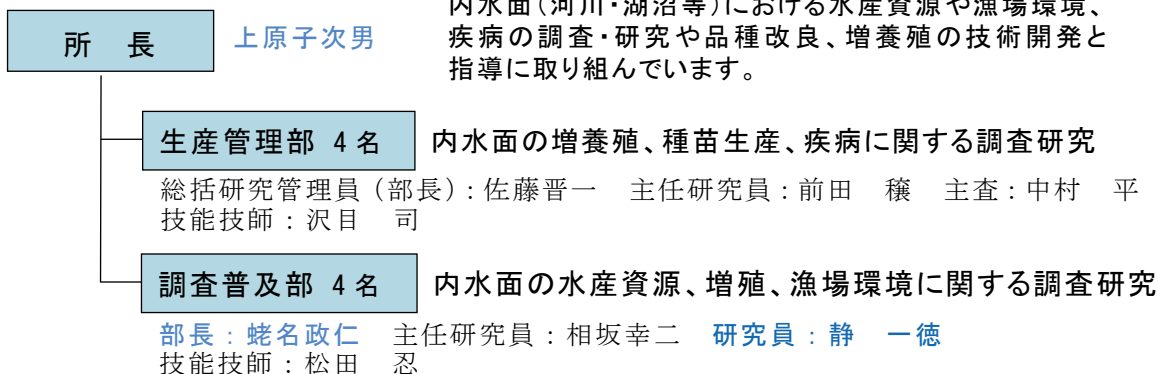 内水面(河川・湖沼等)における水産資源や漁場環境、
所 長 上原子次男 疾病の調査・研究や品種改良、増養殖の技術開発と
指導に取り組んでいます。
生産管理部 4名 内水面の増養殖、種苗生産、疾病に関する調査研究
総括研究管理員(部長):佐藤晋一 主任研究員:前田 穣 主査:中村 平
技能技師:沢目 司
調査普及部 4名 内水面の水産資源、増殖、漁場環境に関する調査研究
部長:蛯名政仁 主任研究員:相坂幸二 研究員:静 一徳
技能技師:松田 忍